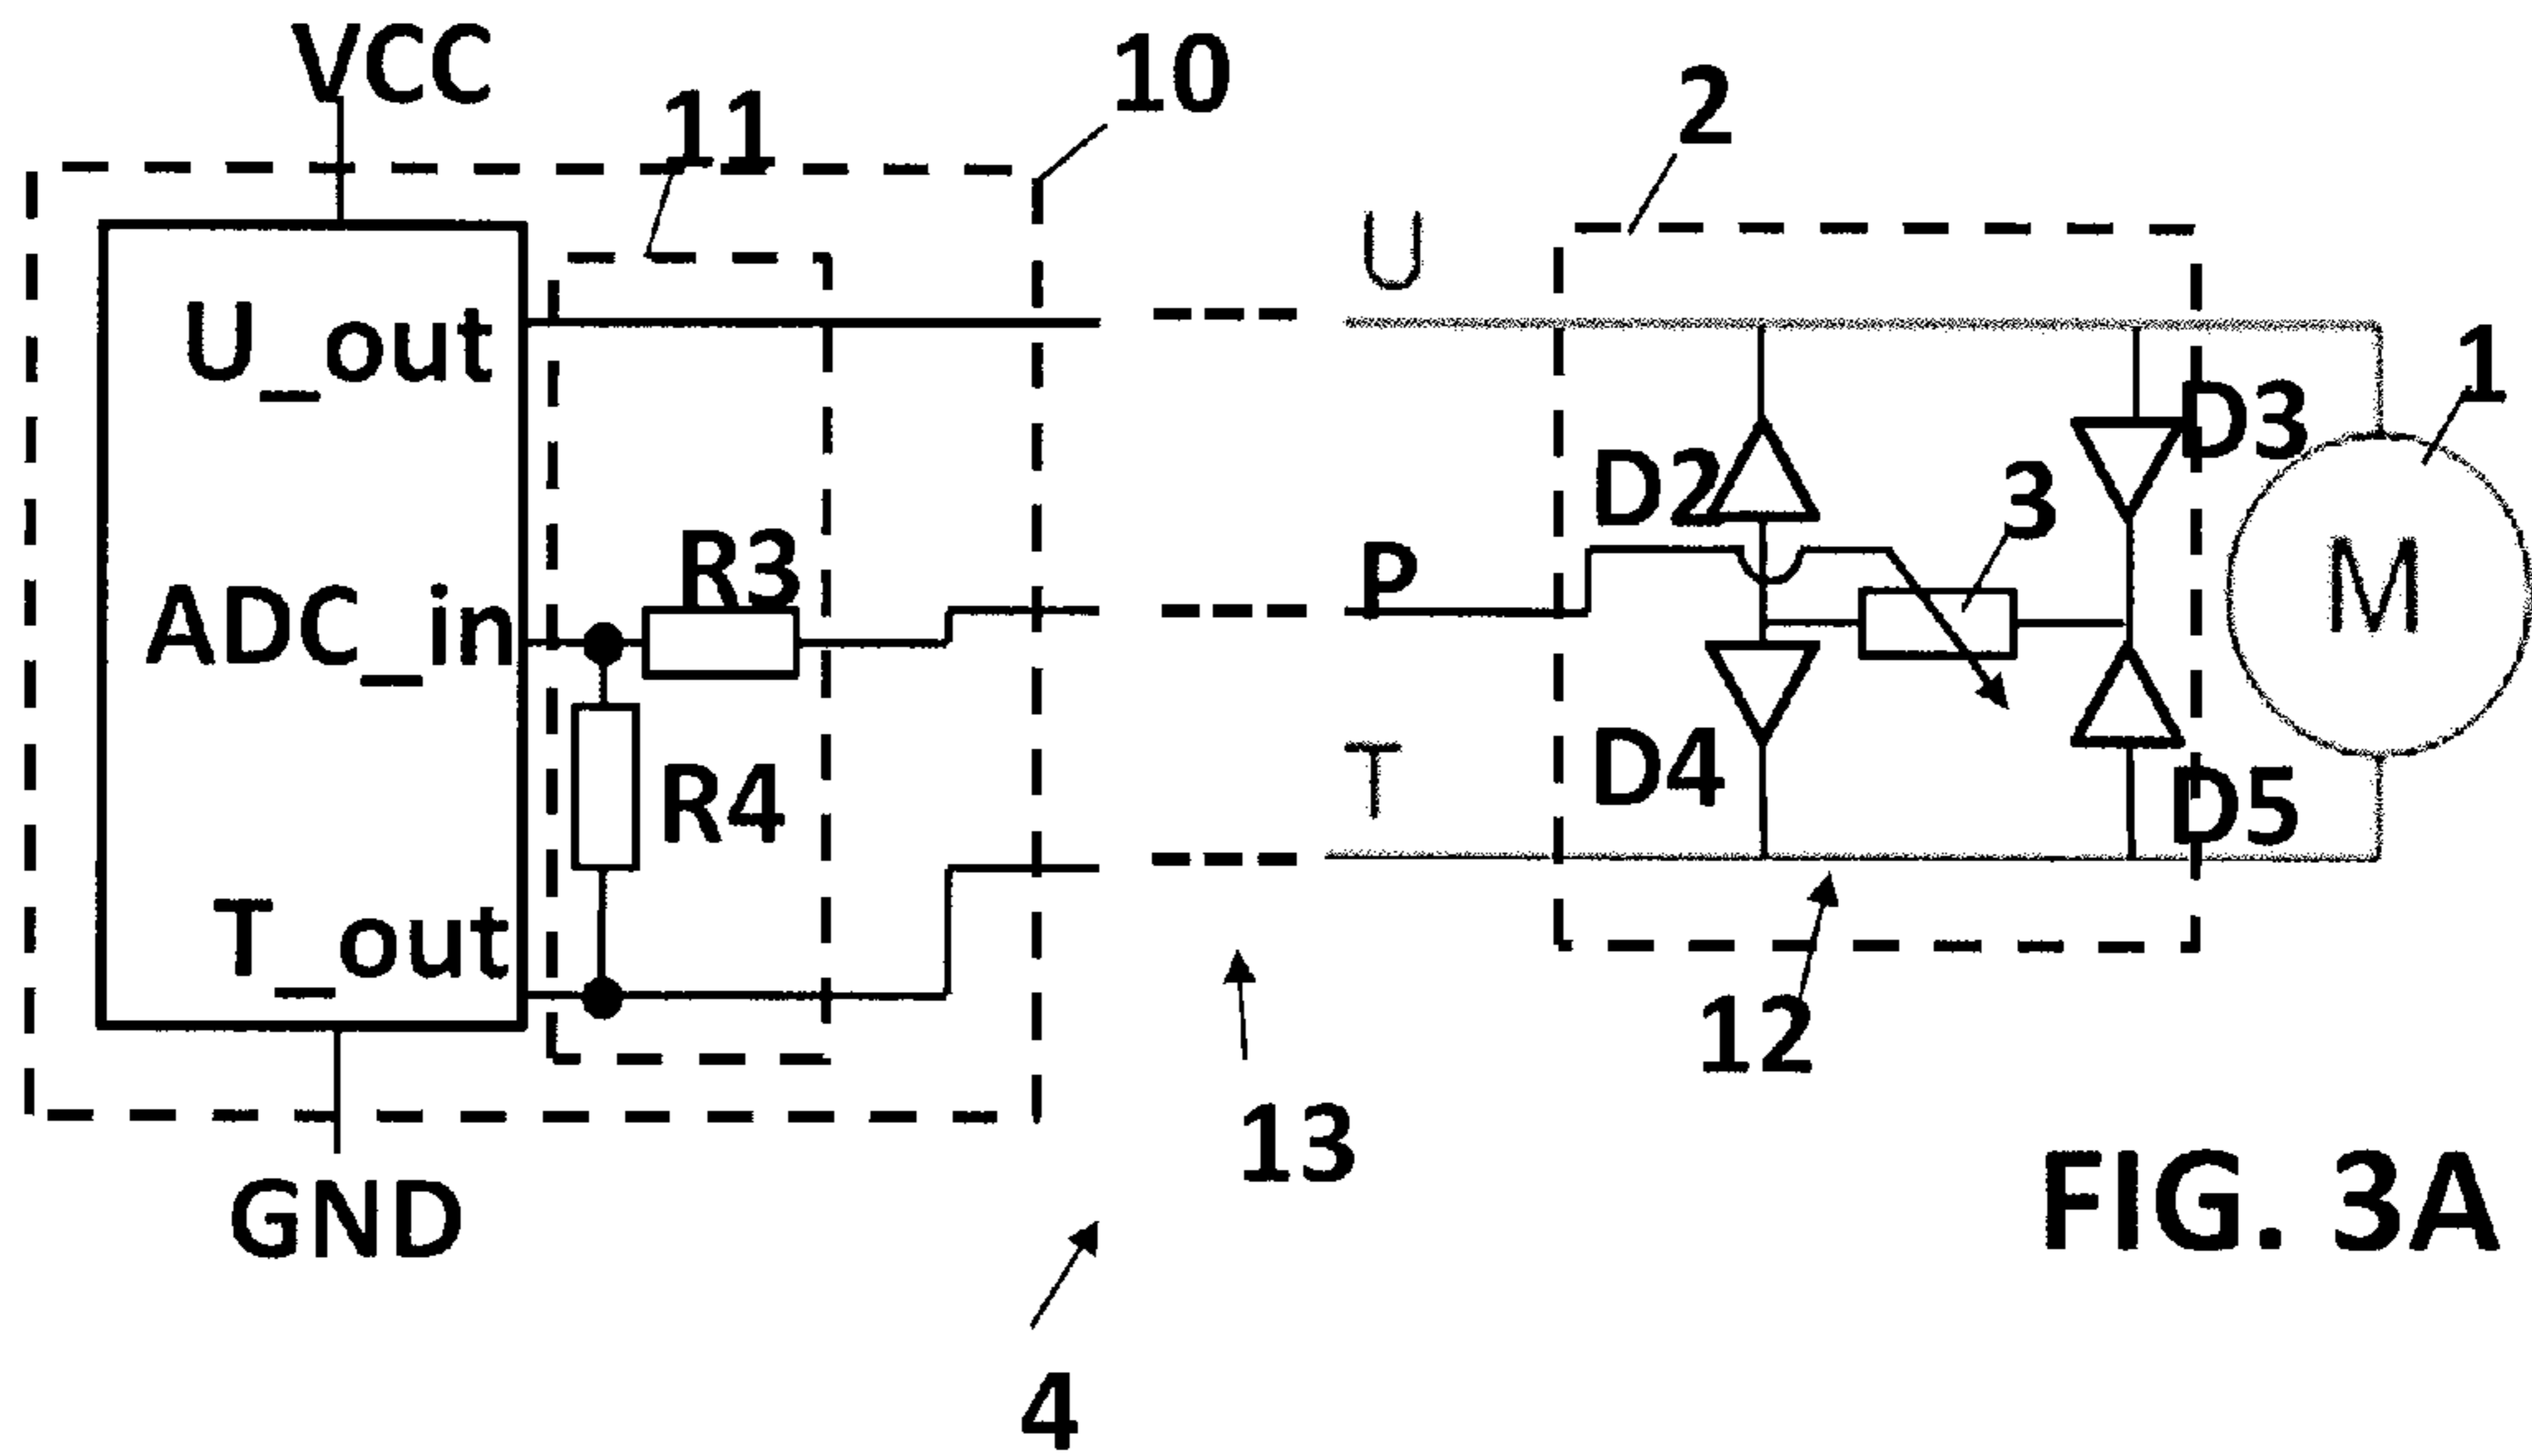 VCC
10
11
2
U
U_out
1
D3
D2
3
R3
P
ADC_in
M
T
D4
R4
D5
T_out
12
13
GND
FIG. 3A
4